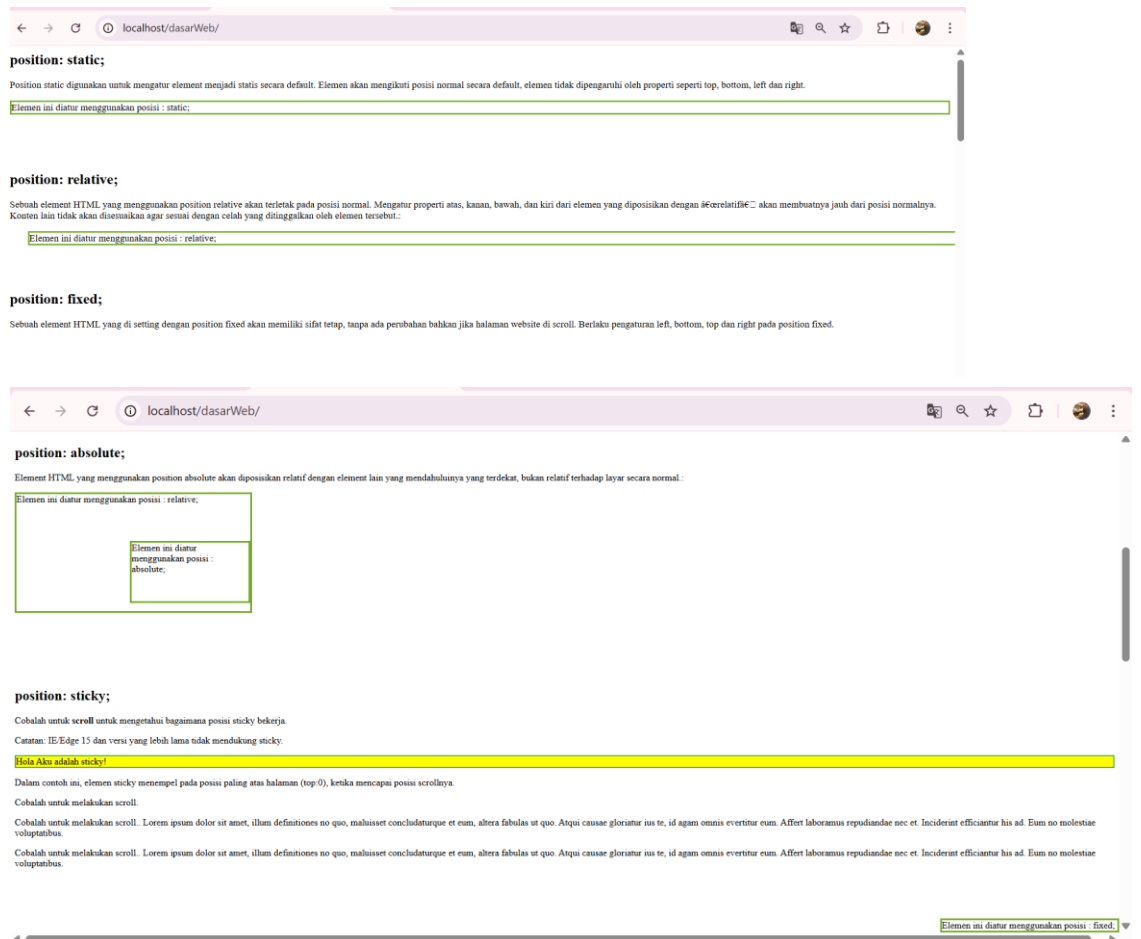 localhost/dasarWeb/
position: static;
Position static digunakan untuk mengatur element menjadi statis secara default. Elemen akan mengikuti posisi normal secara default, elemen tidak dipengaruhi oleh properti seperti top, bottom, left dan right.
Elemen ini diatur menggunakan posisi : static;
position: relative;
Sebuah element HTML yang menggunakan position relative akan terletak pada posisi normal. Mengatur properti atas, kanan, bawah, dan kiri dari elemen yang diposisikan dengan â€œrelatifâ€□ akan membuatnya jauh dari posisi normalnya.
Konten lain tidak akan disesuaikan agar sesuai dengan celah yang ditinggalkan oleh elemen tersebut.:
Elemen ini diatur menggunakan posisi : relative;
position: fixed;
Sebuah element HTML yang di setting dengan position fixed akan memiliki sifat tetap, tanpa ada perubahan bahkan jika halaman website di scroll. Berlaku pengaturan left, bottom, top dan right pada position fixed.
localhost/dasarWeb/
position: absolute;
Element HTML yang menggunakan position absolute akan diposisikan relatif dengan element lain yang mendahuluinya yang terdekat, bukan relatif terhadap layar secara normal.:
Elemen ini diatur menggunakan posisi : relative;
Elemen ini diatur
menggunakan posisi :
absolute;
position: sticky;
Cobalah untuk scroll untuk mengetahui bagaimana posisi sticky bekerja.
Catatan: IE/Edge 15 dan versi yang lebih lama tidak mendukung sticky.
Hola Aku adalah sticky!
Dalam contoh ini, elemen sticky menempel pada posisi paling atas halaman (top:0), ketika mencapai posisi scrollnya.
Cobalah untuk melakukan scroll.
Cobalah untuk melakukan scroll.. Lorem ipsum dolor sit amet, illum definitiones no quo, maluisset concludaturque et eum, altera fabulas ut quo. Atqui causae gloriatur ius te, id agam omnis evertitur eum. Affert laboramus repudiandae nec et. Inciderint efficiantur his ad. Eum no molestiae
voluptatibus.
Cobalah untuk melakukan scroll.. Lorem ipsum dolor sit amet, illum definitiones no quo, maluisset concludaturque et eum, altera fabulas ut quo. Atqui causae gloriatur ius te, id agam omnis evertitur eum. Affert laboramus repudiandae nec et. Inciderint efficiantur his ad. Eum no molestiae
voluptatibus.
Elemen ini diatur menggunakan posisi : fixed;